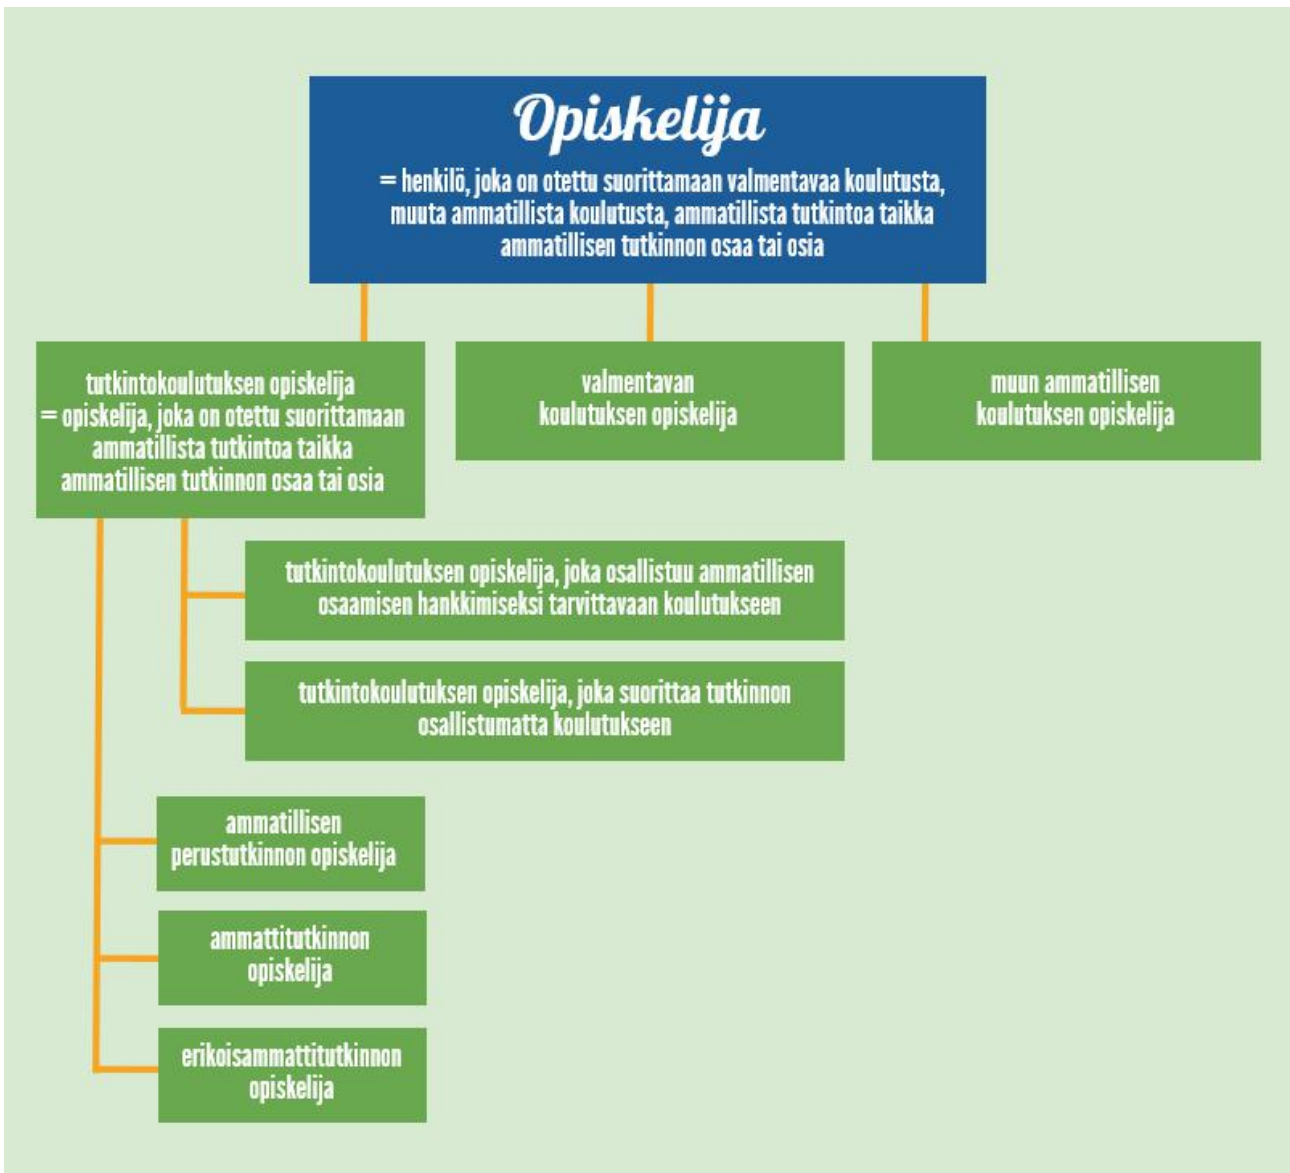 Opiskelija
= henkilö, joka on otettu suorittamaan valmentavaa koulutusta,
muuta ammatillista koulutusta, ammatillista tutkintoa taikka
ammatillisen tutkinnon osaa tai osia
tutkintokoulutuksen opiskelija
= opiskelija, joka on otettu suorittamaan
ammatillista tutkintoa taikka
ammatillisen tutkinnon osaa tai osia
valmentavan
koulutuksen opiskelija
muun ammatillisen
koulutuksen opiskelija
tutkintokoulutuksen opiskelija, joka osallistuu ammatillisen
osaamisen hankkimiseksi tarvittavaan koulutukseen
tutkintokoulutuksen opiskelija, joka suorittaa tutkinnon
osallistumatta koulutukseen
ammatillisen
perustutkinnon opiskelija
ammattitutkinnon
opiskelija
erikoisammattitutkinnon
opiskelija